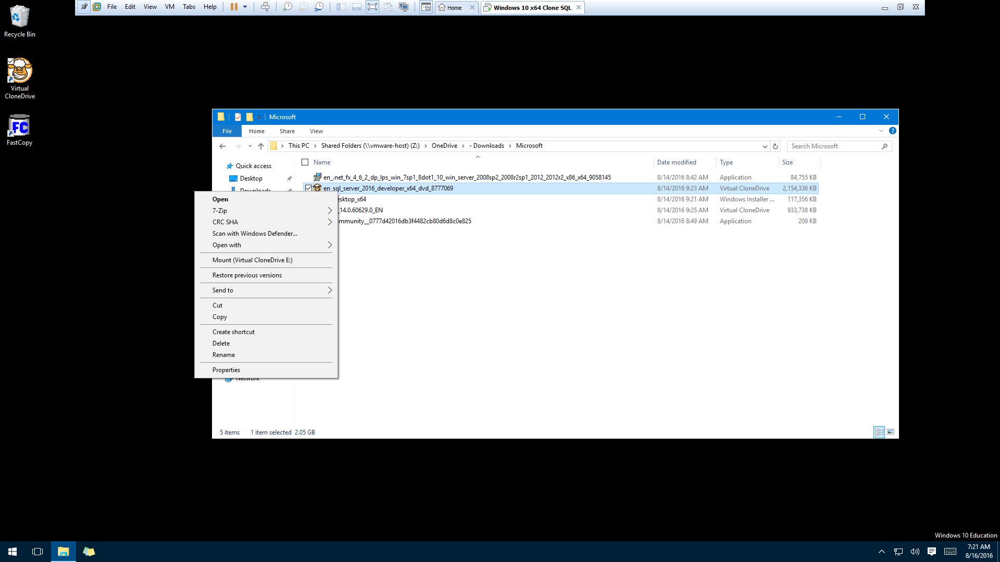 File Edit View VM Tabs Help Home Windows 10 x64 Clone SQL
Recycle Bin
Virtual
CloneDrive
FC
FastCopy
Microsoft
File Home Share View
This PC Shared Folders (\\vmware-host) (Z:) OneDrive - Downloads Microsoft Search Microsoft
Name Date modified Type Size
Quick access
Desktop
Downloads
en_.net_fx_4_6_2_dp_lps_win_7sp1_8dot1_10_win_server_2008sp2_2008r2sp1_2012_2012r2_x86_x64_9058145 8/14/2016 8:42 AM Application 84,755 KB
en_sql_server_2016_developer_x64_dvd_8777069 8/14/2016 9:23 AM Virtual CloneDrive 2,154,336 KB
esktop_x64 8/14/2016 9:21 AM Windows Installer ... 117,356 KB
_14.0.60629.0_EN 8/14/2016 9:25 AM Virtual CloneDrive 933,738 KB
mmunity__0777d42016db3f4482cb80d6d8c0e825 8/14/2016 8:49 AM Application 209 KB
Open
7-Zip
CRC SHA
Scan with Windows Defender...
Open with
Mount (Virtual CloneDrive E:)
Restore previous versions
Send to
Cut
Copy
Create shortcut
Delete
Rename
Properties
Network
5 items 1 item selected 2.05 GB
Windows 10 Education
7:21 AM
8/16/2016